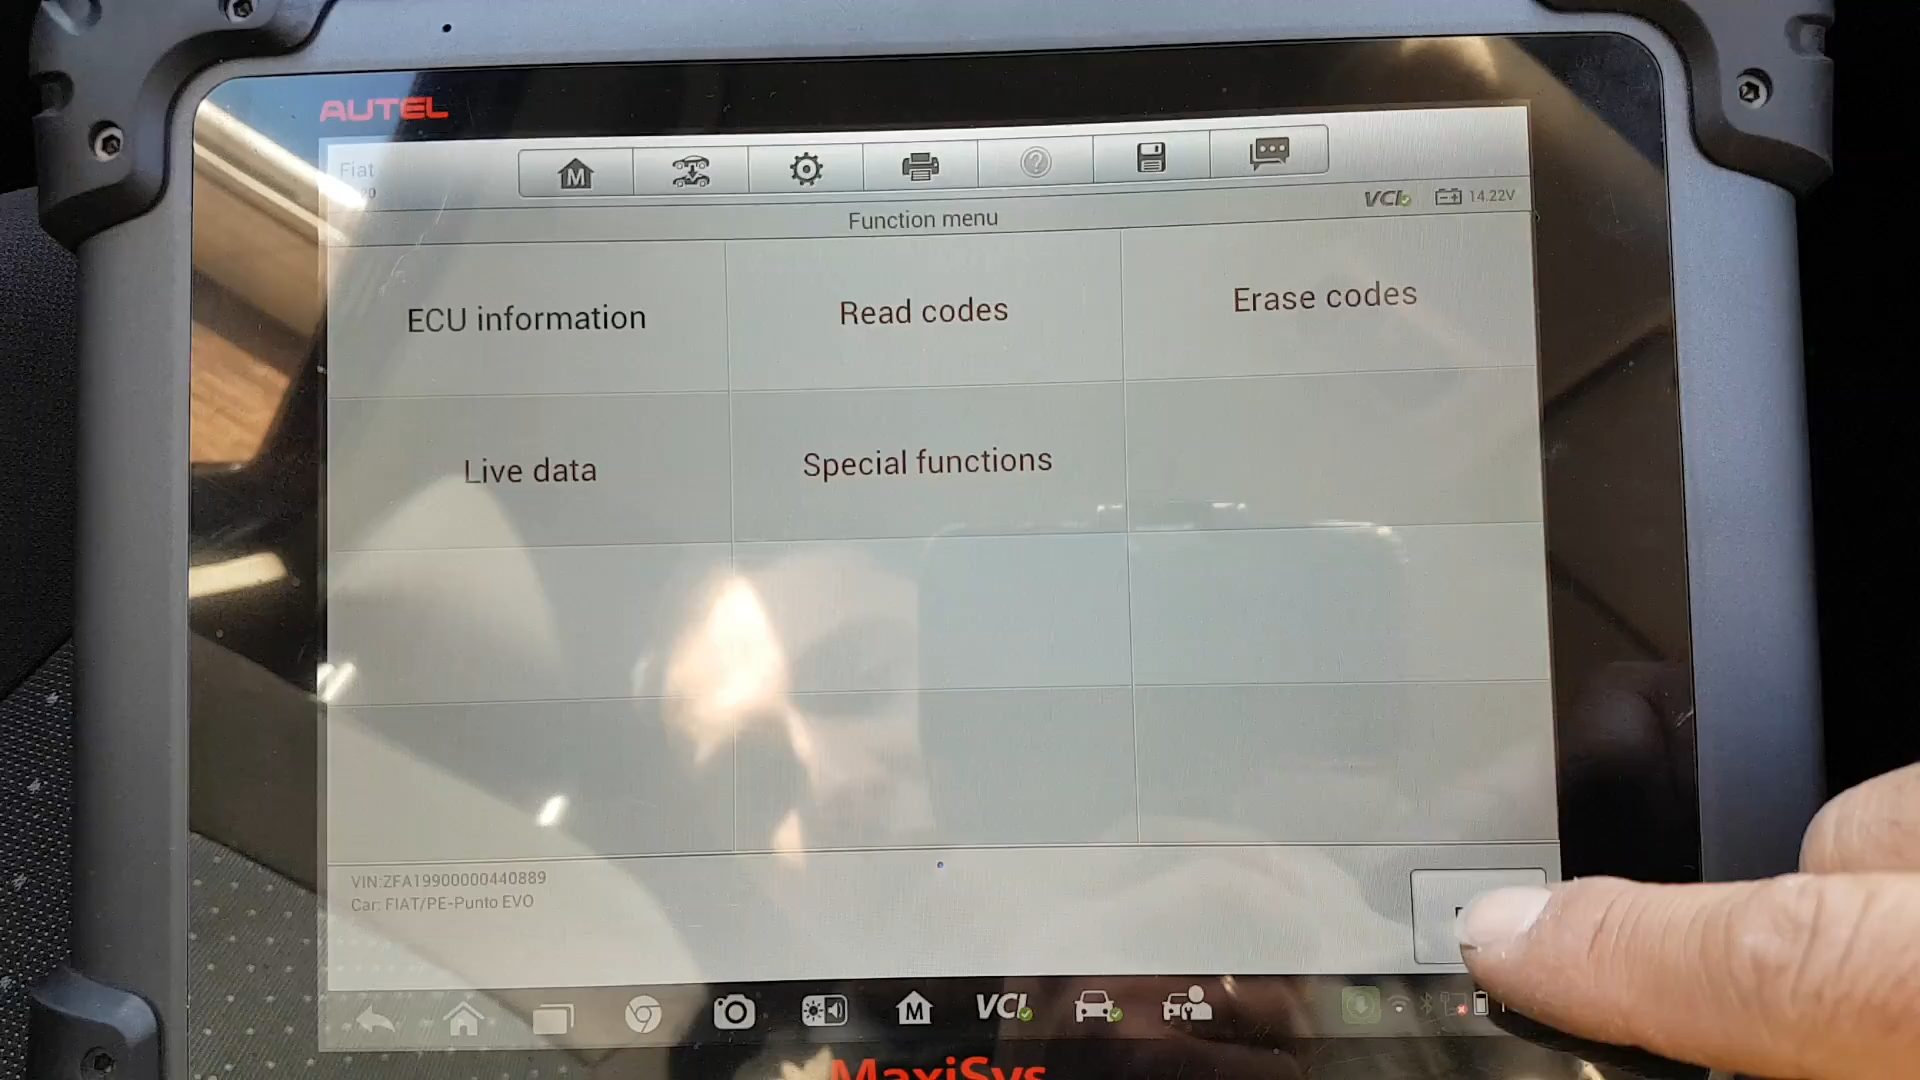 AUTEL
Fiat
M
VCI
14.22V
Function menu
ECU information
Read codes
Erase codes
Live data
Special functions
VIN:ZFA19900000440889
Car: FIAT/PE-Punto EVO
M
VCI
MaxiSys